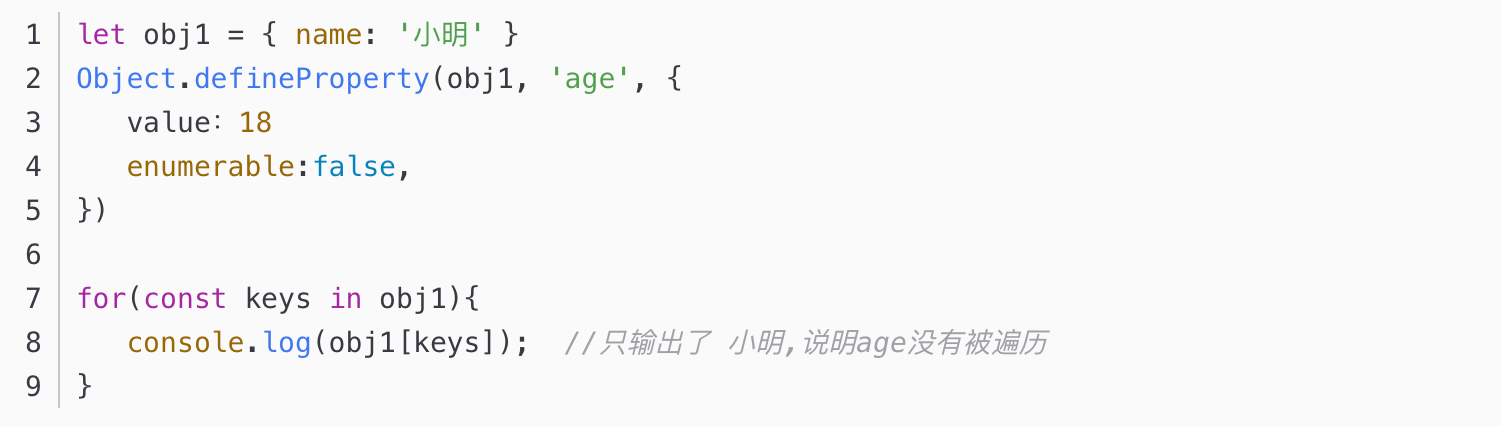 1 let obj1 = { name: '小明' }
2 Object.defineProperty(obj1, 'age', {
3    value：18
4    enumerable:false,
5 })
6
7 for(const keys in obj1){
8    console.log(obj1[keys]);  //只输出了 小明,说明age没有被遍历
9 }